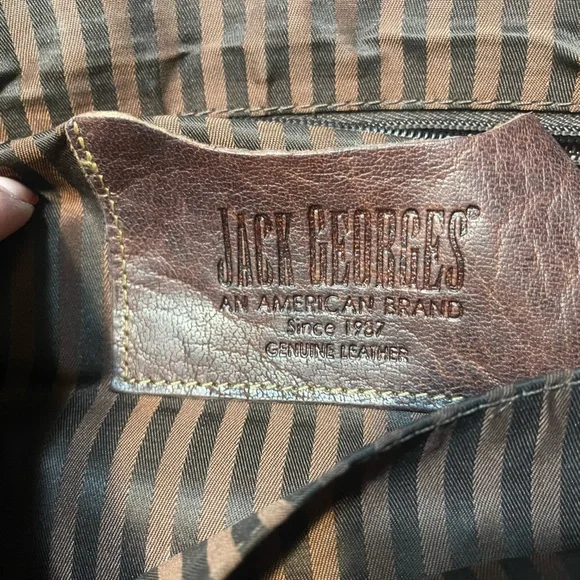 JACK GEORGES®
AN AMERICAN BRAND
Since 1987
GENUINE LEATHER